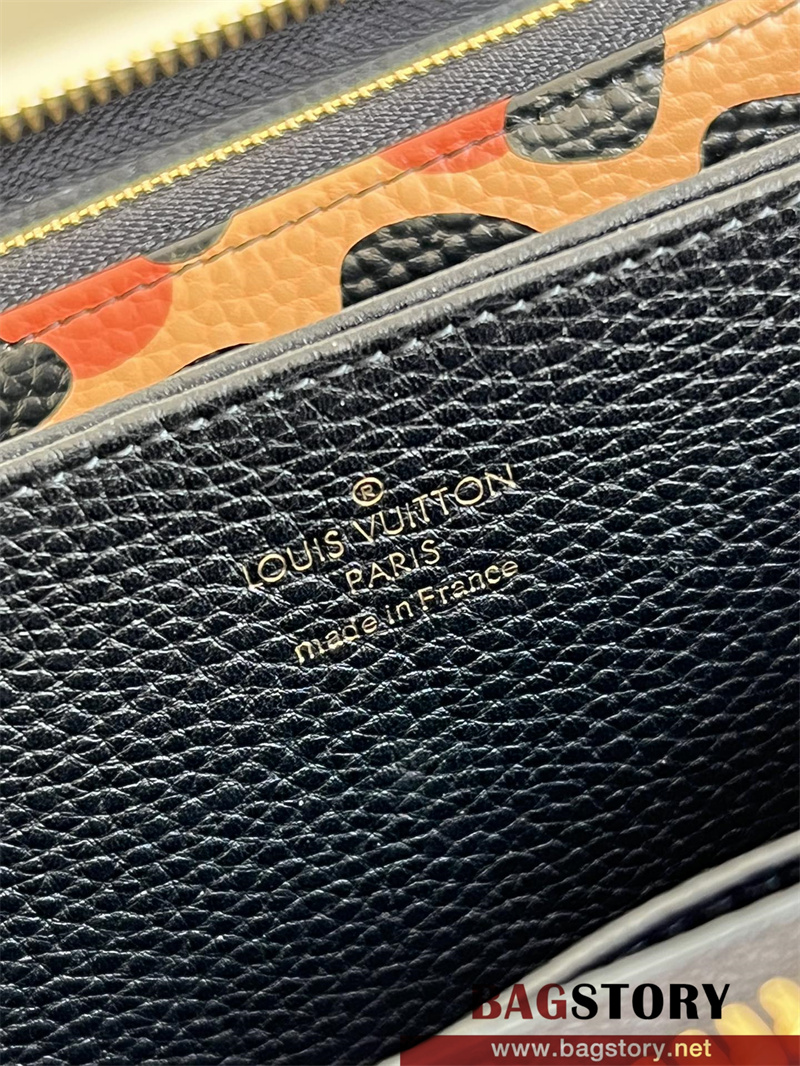 ®
LOUIS VUITTON
PARIS
made in France
BAGSTORY
www.bagstory.net